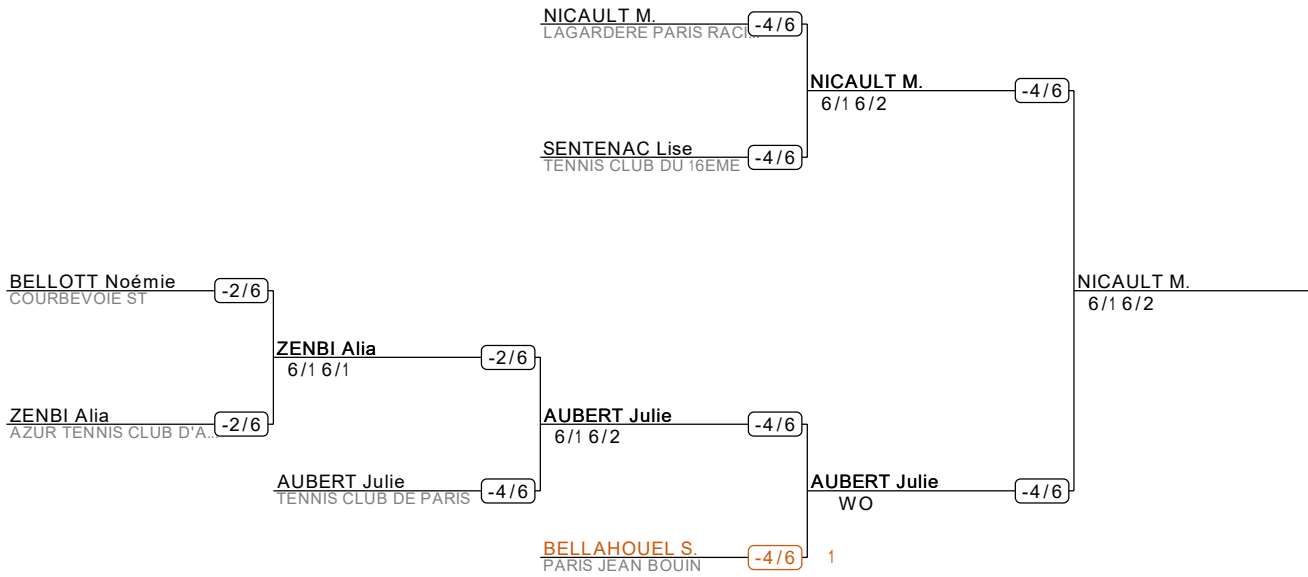 NICAULT M.
LAGARDERE PARIS RACI...
-4/6
NICAULT M.
6/1 6/2
-4/6
SENTENAC Lise
TENNIS CLUB DU 16EME
-4/6
BELLOTT Noémie
COURBEVOIE ST
-2/6
NICAULT M.
6/1 6/2
ZENBI Alia
6/1 6/1
-2/6
ZENBI Alia
AZUR TENNIS CLUB D'A...
-2/6
AUBERT Julie
6/1 6/2
-4/6
AUBERT Julie
TENNIS CLUB DE PARIS
-4/6
AUBERT Julie
WO
-4/6
BELLAHOUEL S.
PARIS JEAN BOUIN
-4/6
1